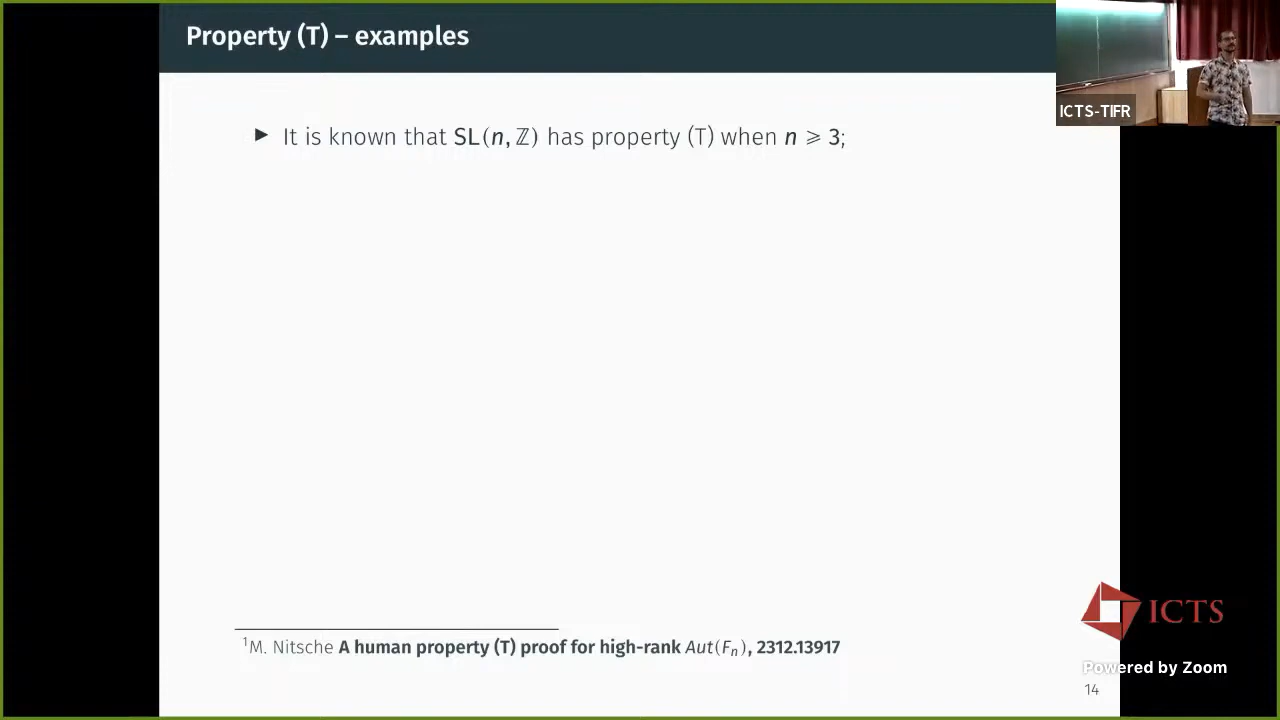 Property (T) – examples
ICTS-TIFR
► It is known that SL(n, ℤ) has property (T) when n ⩾ 3;
ICTS
¹M. Nitsche A human property (T) proof for high-rank Aut(Fₙ), 2312.13917
Powered by Zoom
14